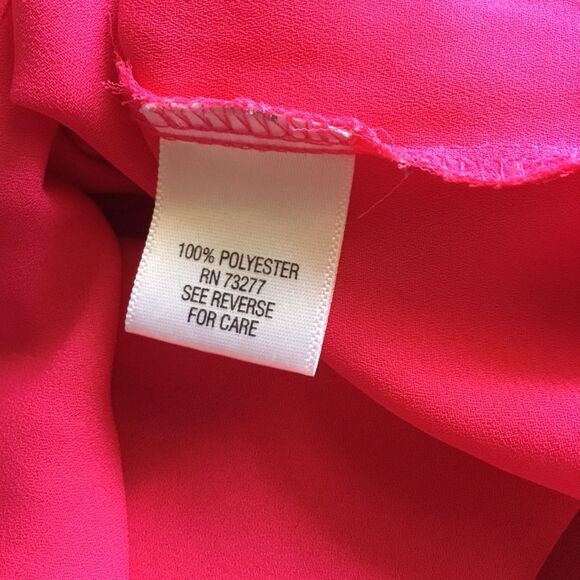 100% POLYESTER
RN 73277
SEE REVERSE
FOR CARE